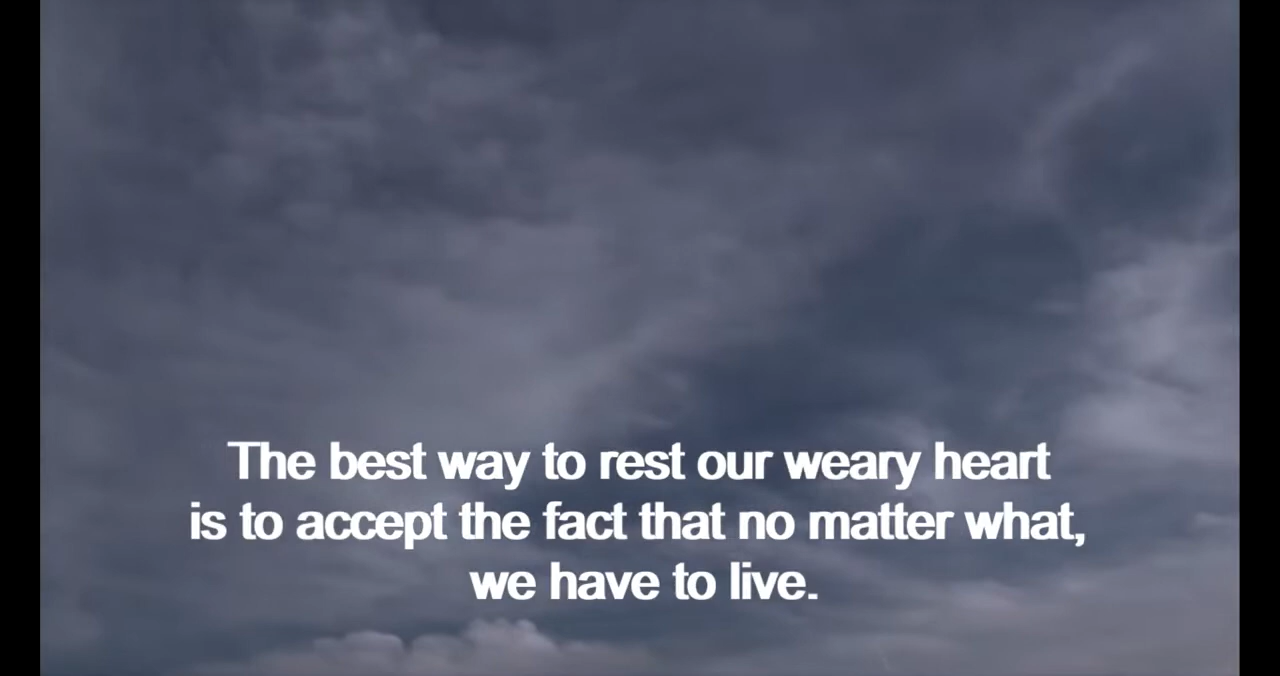 The best way to rest our weary heart
is to accept the fact that no matter what,
we have to live.